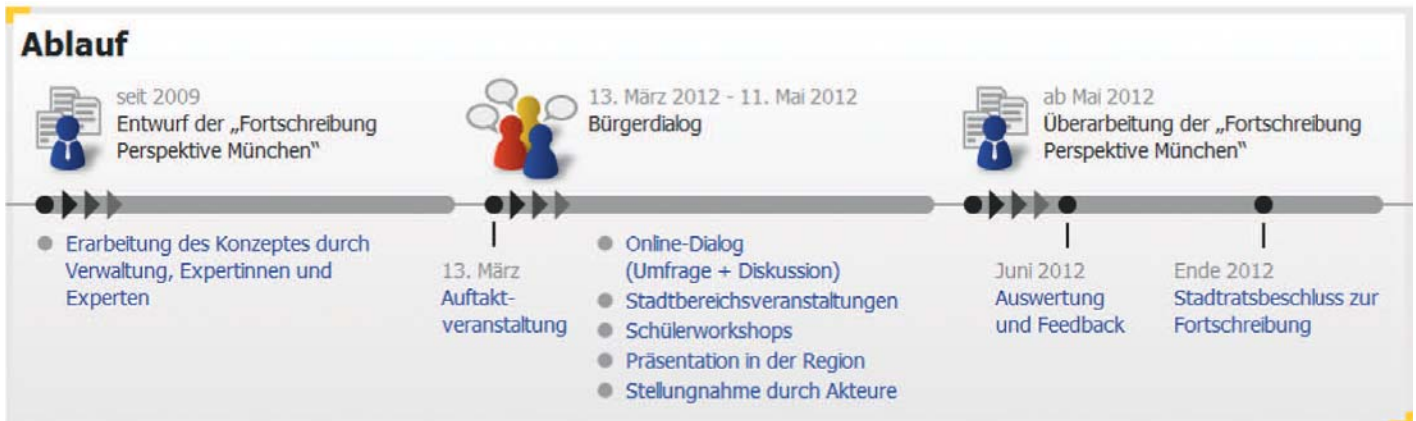 Ablauf
seit 2009
Entwurf der „Fortschreibung
Perspektive München“
Erarbeitung des Konzeptes durch
Verwaltung, Expertinnen und
Experten
13. März 2012 - 11. Mai 2012
Bürgerdialog
13. März
Auftakt-
veranstaltung
Online-Dialog
(Umfrage + Diskussion)
Stadtbereichsveranstaltungen
Schülerworkshops
Präsentation in der Region
Stellungnahme durch Akteure
ab Mai 2012
Überarbeitung der „Fortschreibung
Perspektive München“
Juni 2012
Auswertung
und Feedback
Ende 2012
Stadtratsbeschluss zur
Fortschreibung